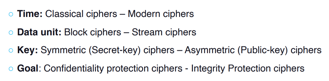 ○ Time: Classical ciphers – Modern ciphers
○ Data unit: Block ciphers – Stream ciphers
○ Key: Symmetric (Secret-key) ciphers – Asymmetric (Public-key) ciphers
○ Goal: Confidentiality protection ciphers - Integrity Protection ciphers